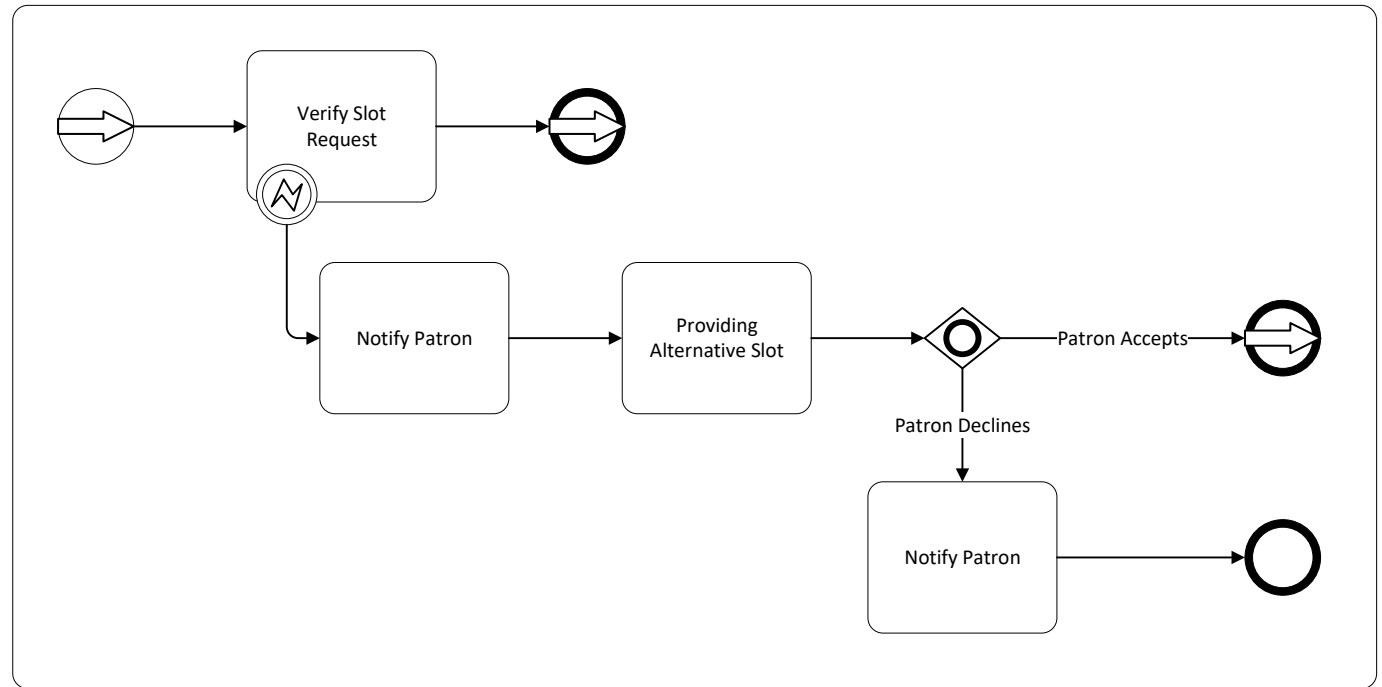 Verify Slot
Request
Notify Patron
Providing
Alternative Slot
Patron Accepts
Patron Declines
Notify Patron